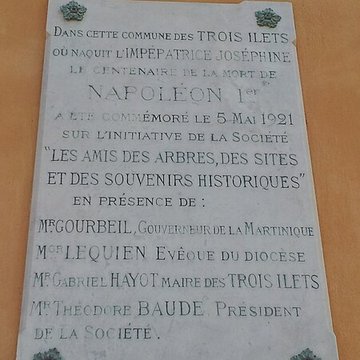 DANS CETTE COMMUNE DES TROIS ILETS
OÙ NAQUIT L'IMPÉPATRICE JOSÉPHINE
LE CENTENAIRE DE LA MORT DE
NAPOLÉON 1ER
A ÉTÉ COMMÉMORÉ LE 5 MAI 1921
SUR L'INITIATIVE DE LA SOCIÉTÉ
"LES AMIS DES ARBRES, DES SITES
ET DES SOUVENIRS HISTORIQUES"
EN PRÉSENCE DE :
MR GOURBEIL, GOUVERNEUR DE LA MARTINIQUE
MGR LEQUIEN EVÊQUE DU DIOCESE
MR GABRIEL HAYOT MAIRE DES TROIS ILETS
MR THÉODORE BAUDE, PRÉSIDENT
DE LA SOCIÉTÉ.